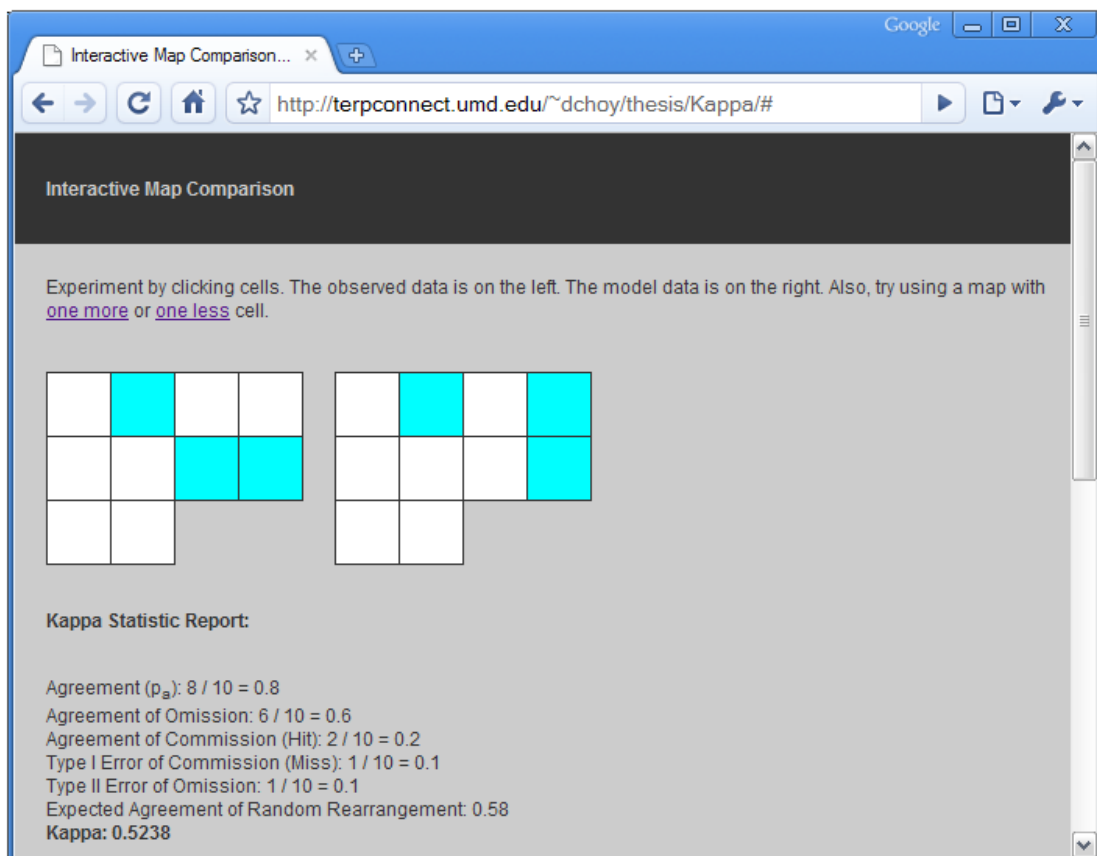 Google
Interactive Map Comparison...
http://terpconnect.umd.edu/~dchoy/thesis/Kappa/#
Interactive Map Comparison
Experiment by clicking cells. The observed data is on the left. The model data is on the right. Also, try using a map with
one more or one less cell.
Kappa Statistic Report:
Agreement (pa): 8 / 10 = 0.8
Agreement of Omission: 6 / 10 = 0.6
Agreement of Commission (Hit): 2 / 10 = 0.2
Type I Error of Commission (Miss): 1 / 10 = 0.1
Type II Error of Omission: 1 / 10 = 0.1
Expected Agreement of Random Rearrangement: 0.58
Kappa: 0.5238